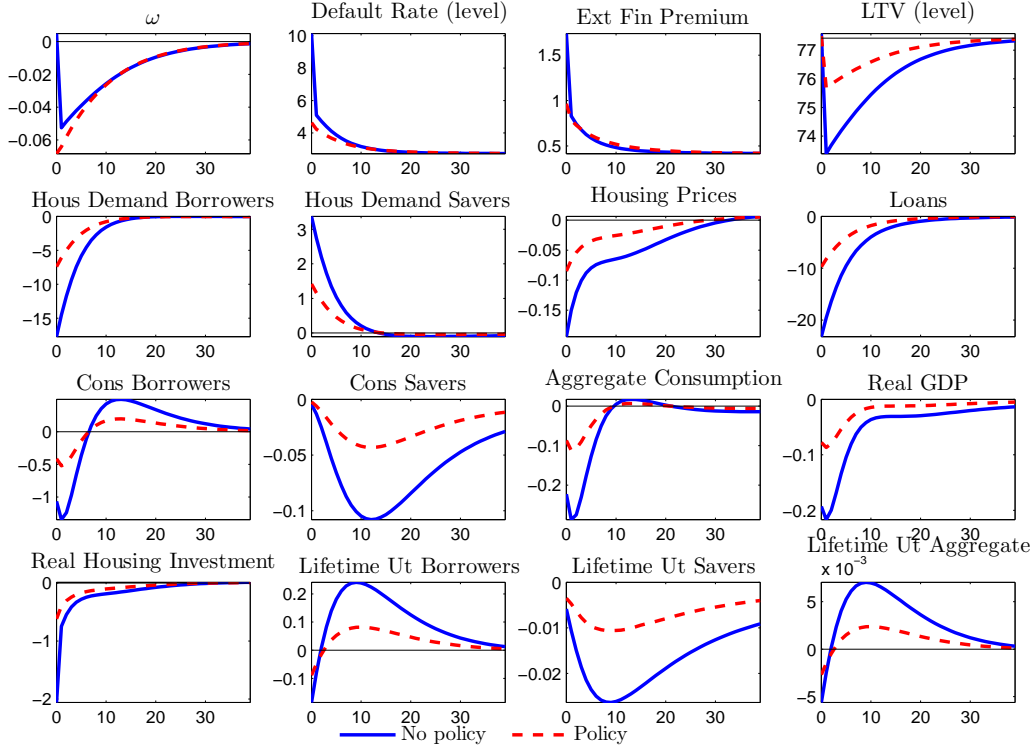 ω Default Rate (level) Ext Fin Premium LTV (level)
0 10 1.5 77
−0.02 8 1 76
−0.04 6 0.5 75
−0.06 4 74
0 10 20 30 0 10 20 30 0 10 20 30 0 10 20 30
Hous Demand Borrowers Hous Demand Savers Housing Prices Loans
0 3 0 0
−5 2 −0.05 −10
−10 1 −0.1 −20
−15 0 −0.15
0 10 20 30 0 10 20 30 0 10 20 30 0 10 20 30
Cons Borrowers Cons Savers Aggregate Consumption Real GDP
0 0 0 0
−0.5 −0.05 −0.1 −0.1
−1 −0.1 −0.2 −0.2
0 10 20 30 0 10 20 30 0 10 20 30 0 10 20 30
Real Housing Investment Lifetime Ut Borrowers Lifetime Ut Savers Lifetime Ut Aggregate
x 10⁻³
0 0.2 0 5
−1 0.1 −0.01 0
−2 0 −0.02 −5
−0.1
0 10 20 30 0 10 20 30 0 10 20 30 0 10 20 30
No policy Policy